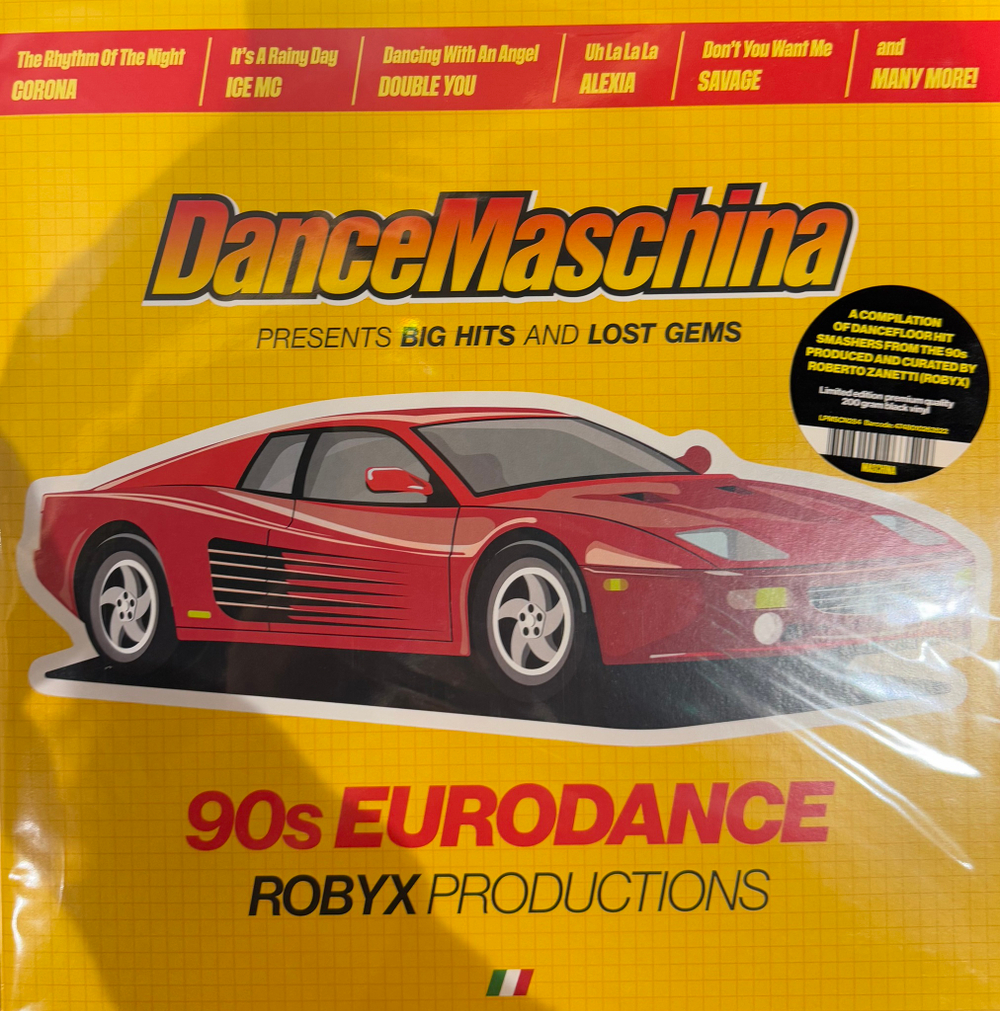 The Rhythm Of The Night
CORONA
It's A Rainy Day
ICE MC
Dancing With An Angel
DOUBLE YOU
Uh La La La
ALEXIA
Don't You Want Me
SAVAGE
and
MANY MORE!
DanceMaschina
PRESENTS BIG HITS AND LOST GEMS
A COMPILATION
OF DANCEFLOOR HIT
SMASHERS FROM THE 90s
PRODUCED AND CURATED BY
ROBERTO ZANETTI (ROBYX)
Limited edition premium quality
200 gram black vinyl
Barcode:
90s EURODANCE
ROBYX PRODUCTIONS